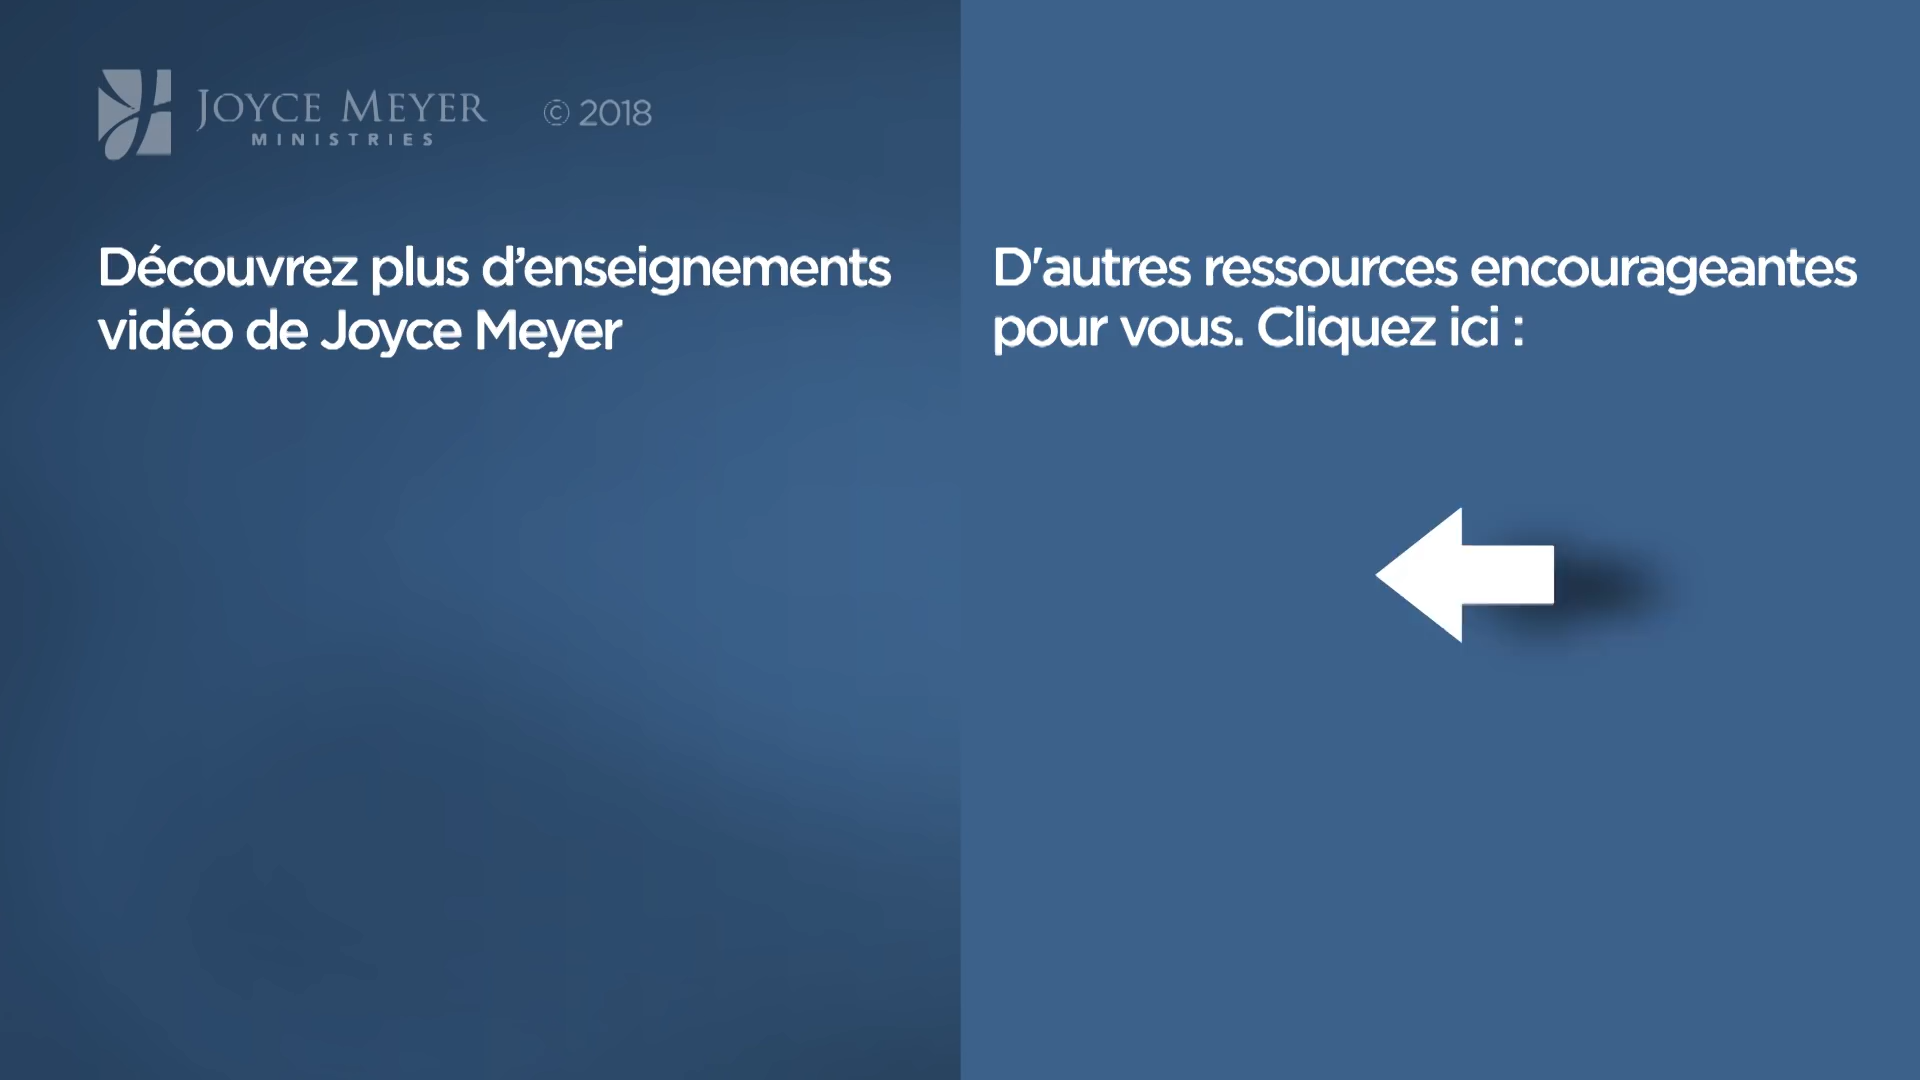 JOYCE MEYER
MINISTRIES
© 2018
Découvrez plus d’enseignements
vidéo de Joyce Meyer
D'autres ressources encourageantes
pour vous. Cliquez ici :